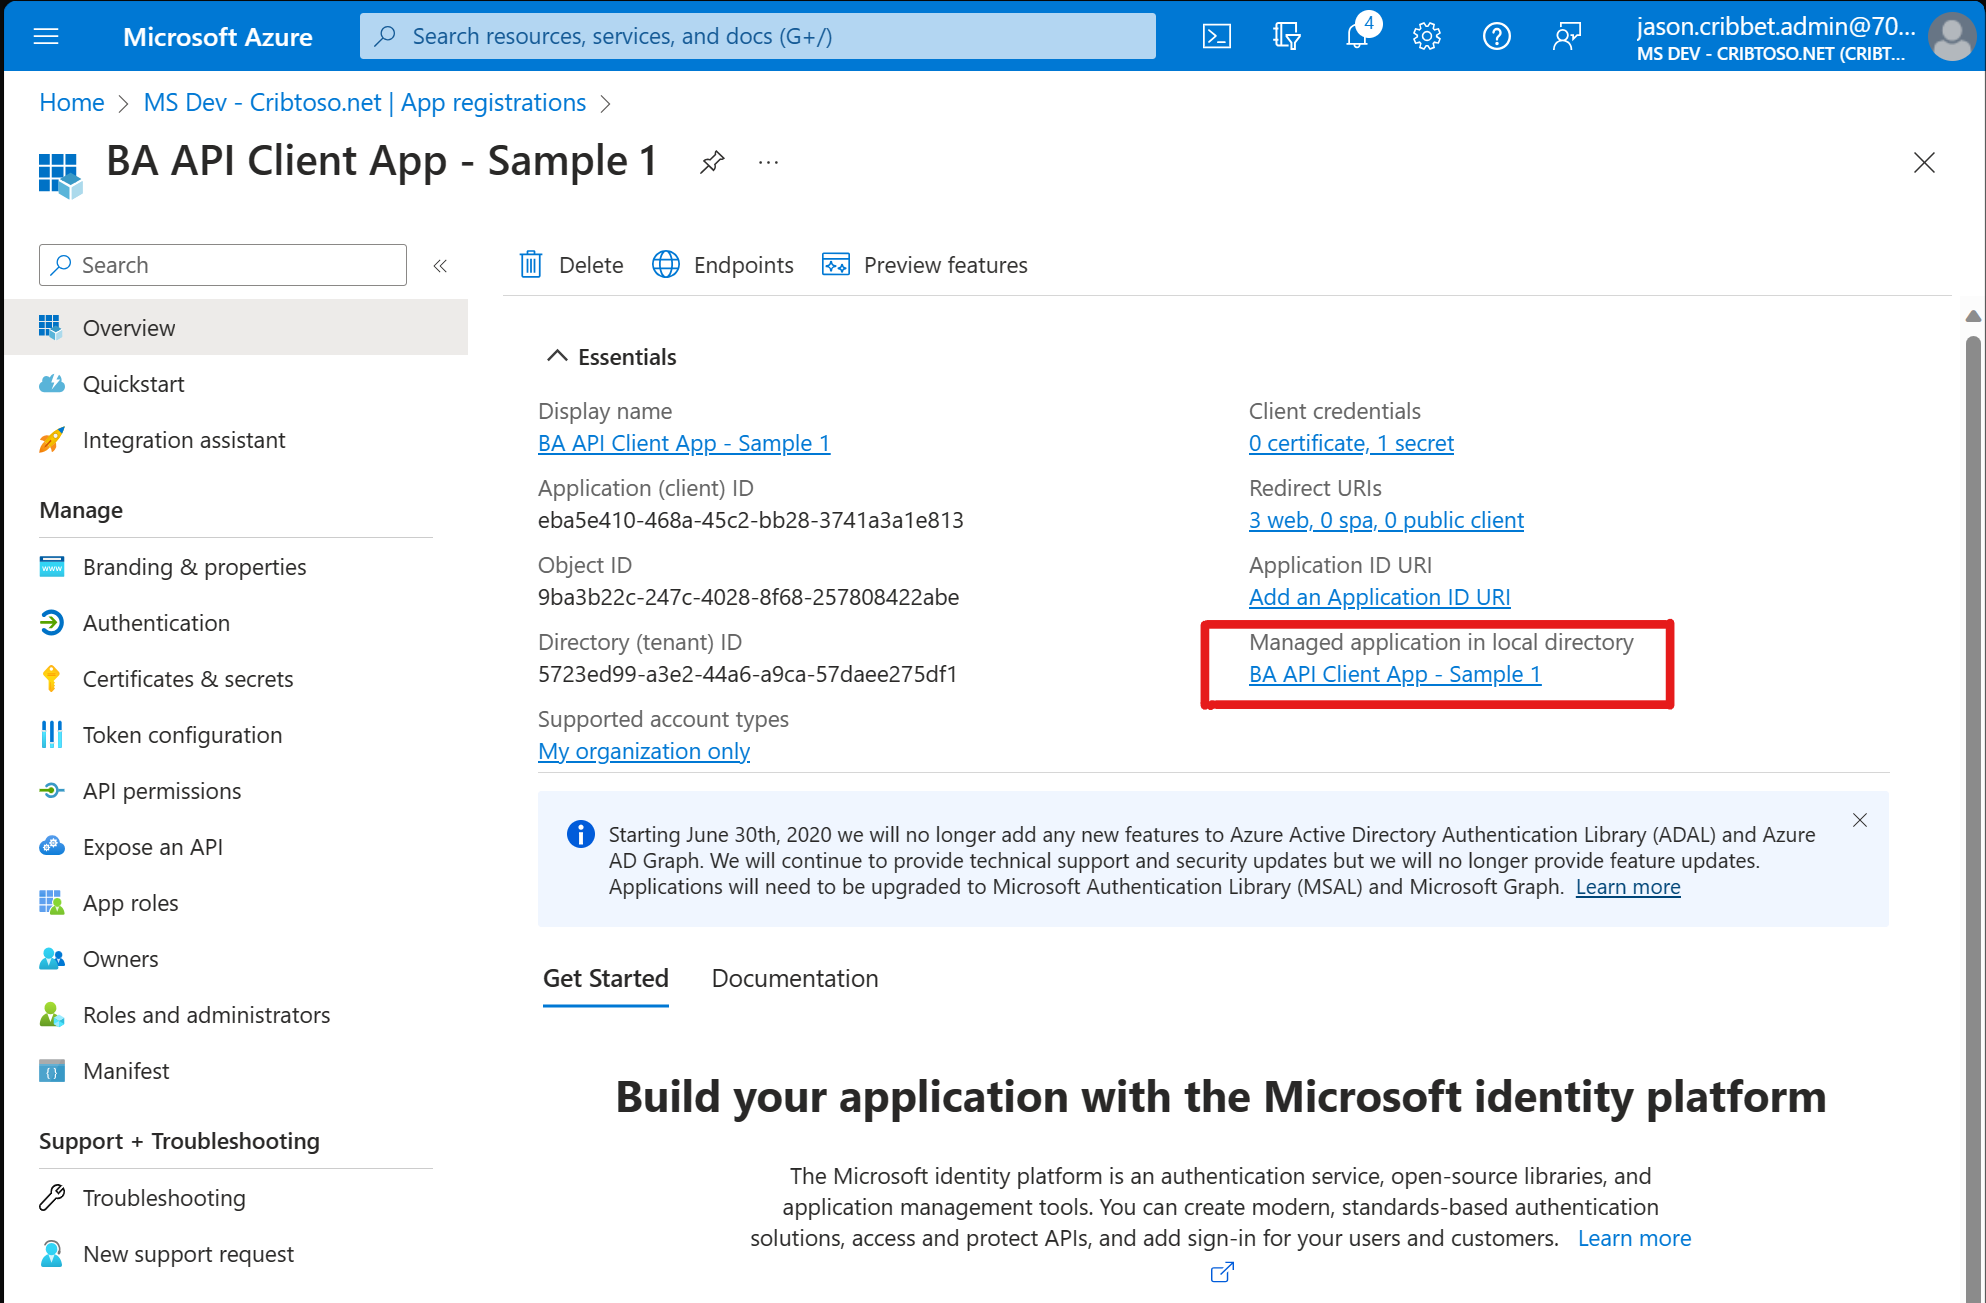 Microsoft Azure
Search resources, services, and docs (G+/)
4
jason.cribbet.admin@70...
MS DEV - CRIBTOSO.NET (CRIBT...
Home > MS Dev - Cribtoso.net | App registrations >
BA API Client App - Sample 1
...
Search
«
Delete
Endpoints
Preview features
Overview
Quickstart
Integration assistant
Manage
Branding & properties
Authentication
Certificates & secrets
Token configuration
API permissions
Expose an API
App roles
Owners
Roles and administrators
Manifest
Support + Troubleshooting
Troubleshooting
New support request
Essentials
Display name
BA API Client App - Sample 1
Application (client) ID
eba5e410-468a-45c2-bb28-3741a3a1e813
Object ID
9ba3b22c-247c-4028-8f68-257808422abe
Directory (tenant) ID
5723ed99-a3e2-44a6-a9ca-57daee275df1
Supported account types
My organization only
Client credentials
0 certificate, 1 secret
Redirect URIs
3 web, 0 spa, 0 public client
Application ID URI
Add an Application ID URI
Managed application in local directory
BA API Client App - Sample 1
Starting June 30th, 2020 we will no longer add any new features to Azure Active Directory Authentication Library (ADAL) and Azure
AD Graph. We will continue to provide technical support and security updates but we will no longer provide feature updates.
Applications will need to be upgraded to Microsoft Authentication Library (MSAL) and Microsoft Graph. Learn more
Get Started
Documentation
Build your application with the Microsoft identity platform
The Microsoft identity platform is an authentication service, open-source libraries, and
application management tools. You can create modern, standards-based authentication
solutions, access and protect APIs, and add sign-in for your users and customers. Learn more